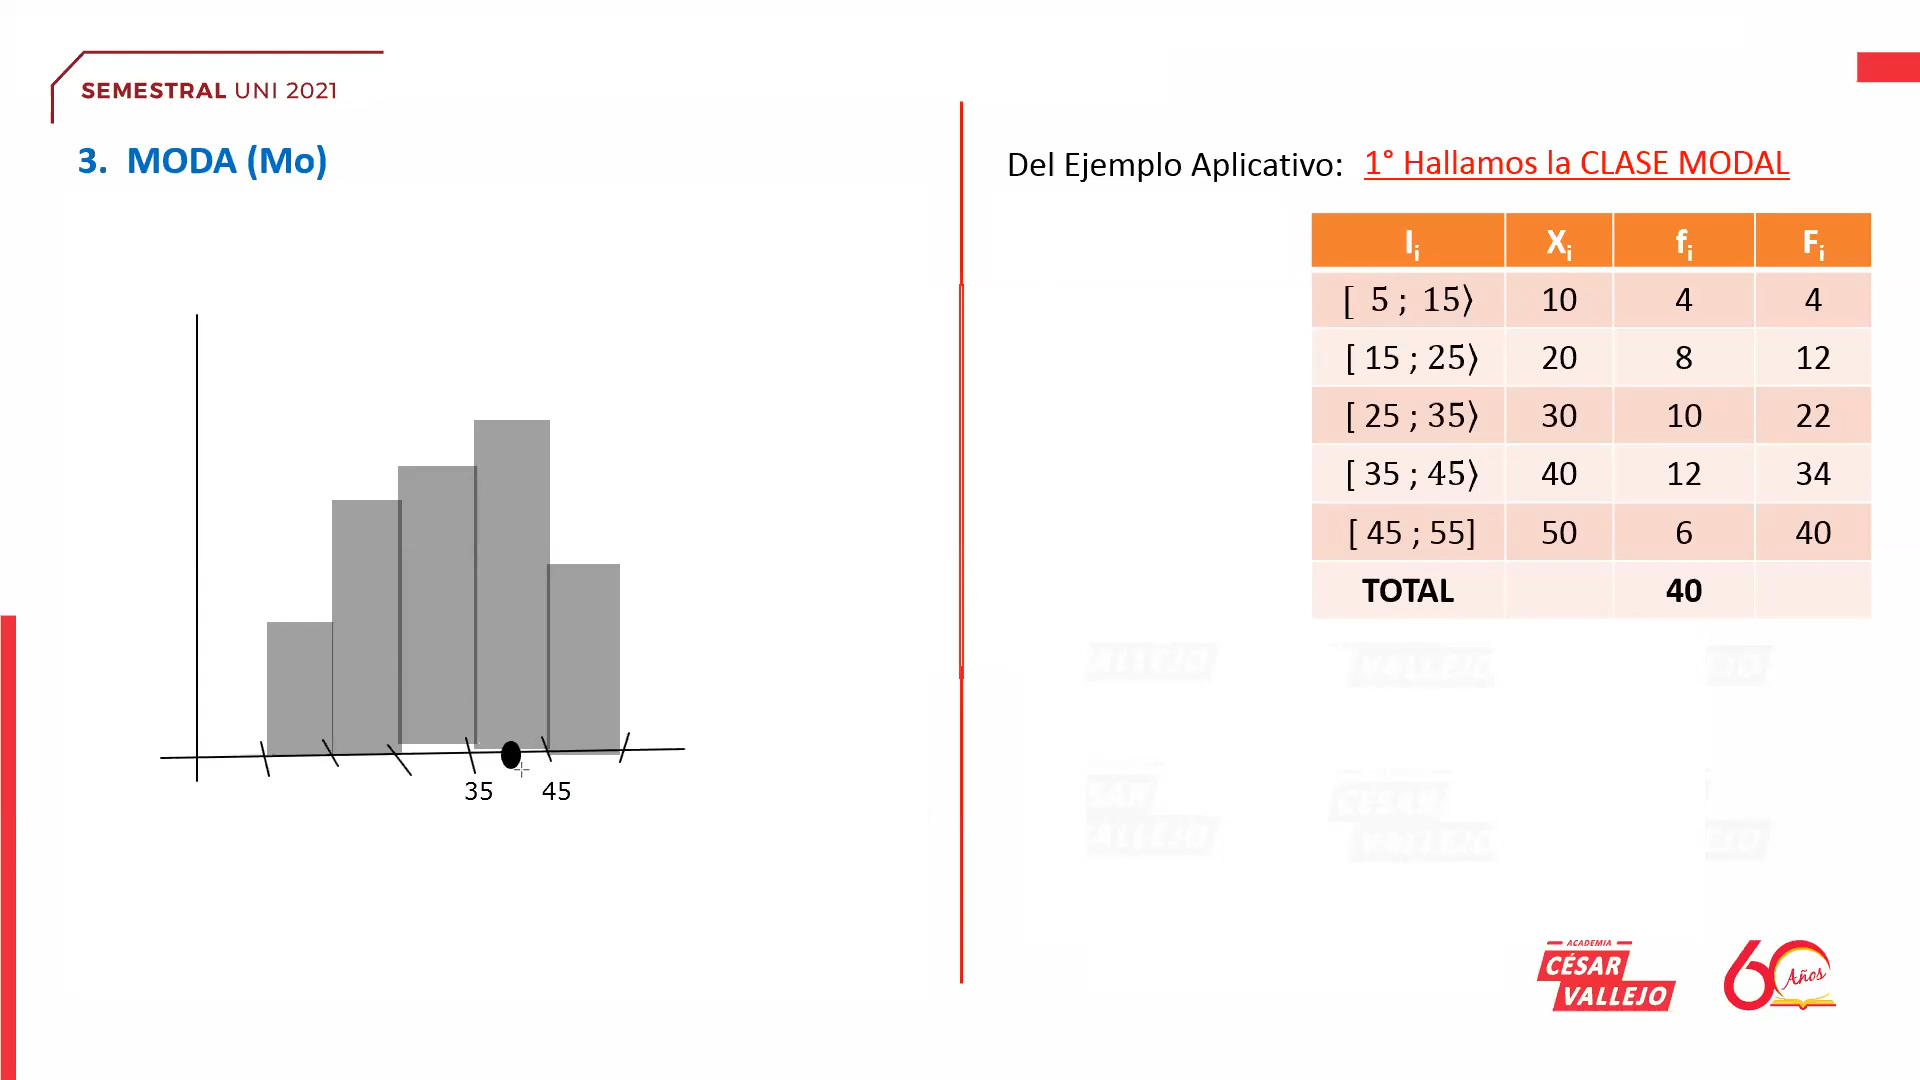 SEMESTRAL UNI 2021
3. MODA (Mo)
35 45
Del Ejemplo Aplicativo: 1° Hallamos la CLASE MODAL
Ii Xi fi Fi
[ 5 ; 15⟩ 10 4 4
[ 15 ; 25⟩ 20 8 12
[ 25 ; 35⟩ 30 10 22
[ 35 ; 45⟩ 40 12 34
[ 45 ; 55] 50 6 40
TOTAL 40
ACADEMIA
CÉSAR
VALLEJO
60 Años